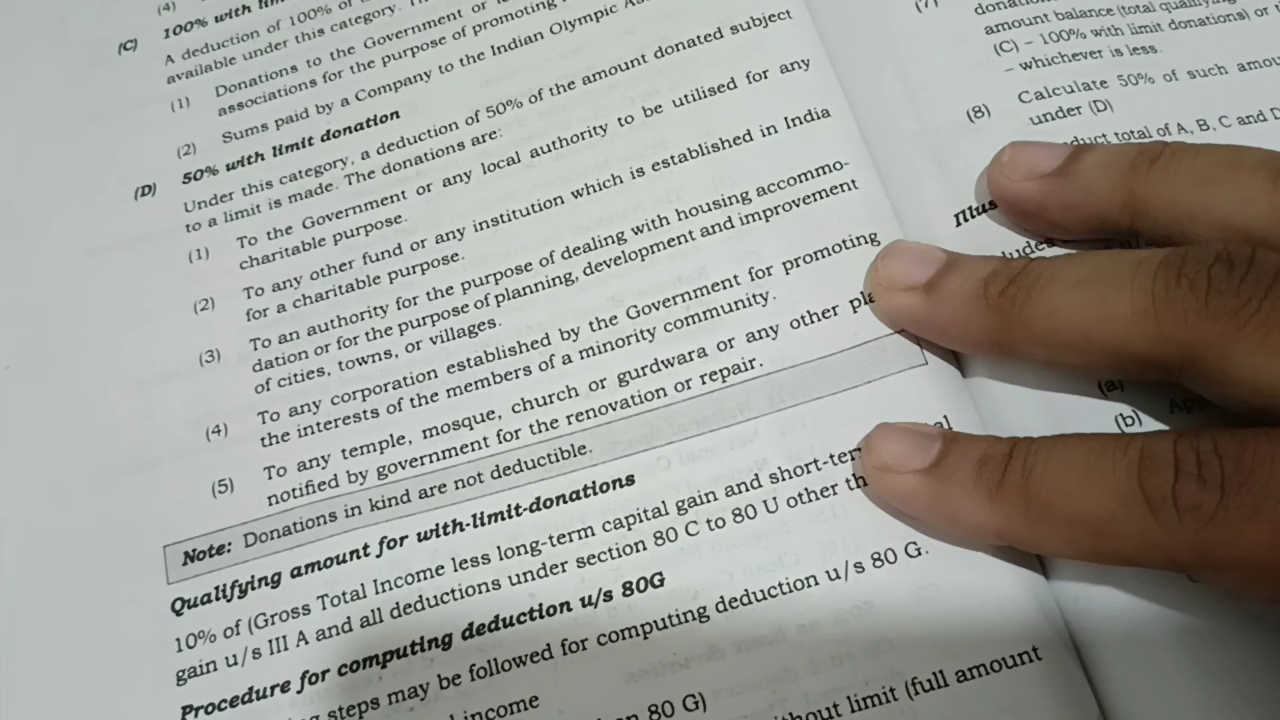 (4)
(C) 100% with
A deduction of 100% of
available under this category.
(1) Donations to the Government or
associations for the purpose of promoting
(2) Sums paid by a Company to the Indian Olympic
(D) 50% with limit donation
Under this category, a deduction of 50% of the amount donated subject
to a limit is made. The donations are:
(1) To the Government or any local authority to be utilised for any
charitable purpose.
(2) To any other fund or any institution which is established in India
for a charitable purpose.
(3) To an authority for the purpose of dealing with housing accommo-
dation or for the purpose of planning, development and improvement
of cities, towns, or villages.
(4) To any corporation established by the Government for promoting
the interests of the members of a minority community.
(5) To any temple, mosque, church or gurdwara or any other
notified by government for the renovation or repair.
Note: Donations in kind are not deductible.
Qualifying amount for with-limit-donations
10% of (Gross Total Income less long-term capital gain and
gain u/s III A and all deductions under section 80 C to 80 U other
Procedure for computing deduction u/s 80G
steps may be followed for computing deduction u/s 80 G.
income
80 G)
limit (full amount
(7)
amount balance (total
(C) – 100% with limit donations) or
– whichever is less.
(8) Calculate 50% of such
under (D)
total of A, B, C and D
(a)
(b)